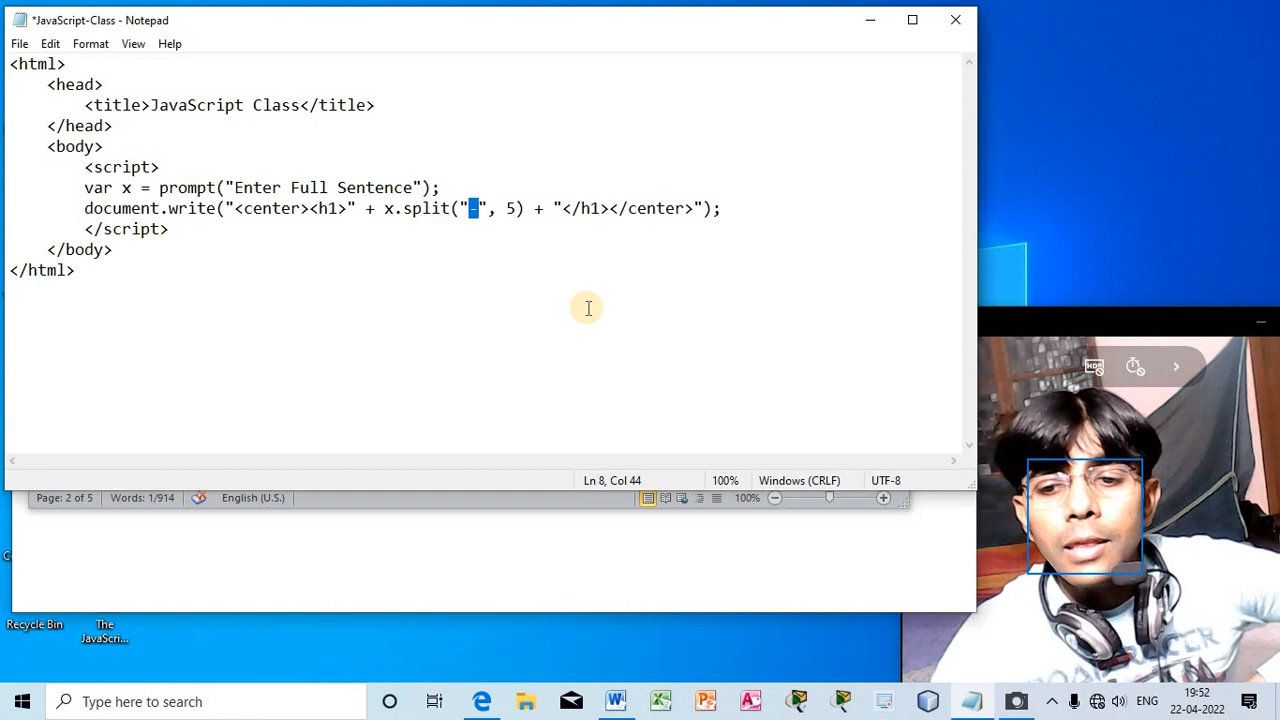 *JavaScript-Class - Notepad
File Edit Format View Help
<html>
<head>
<title>JavaScript Class</title>
</head>
<body>
<script>
var x = prompt("Enter Full Sentence");
document.write("<center><h1>" + x.split("-", 5) + "</h1></center>");
</script>
</body>
</html>
HDR
Ln 8, Col 44 100% Windows (CRLF) UTF-8
Page: 2 of 5 Words: 1/914 English (U.S.) 100%
Recycle Bin
The
JavaScri...
Type here to search
ENG
19:52
22-04-2022